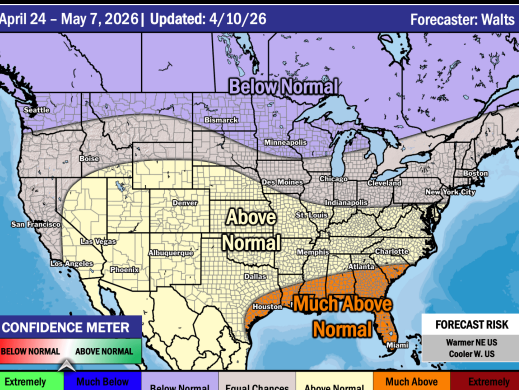 April 24 – May 7, 2026| Updated: 4/10/26
Forecaster: Walts
Below Normal
Seattle
Bismarck
Minneapolis
Boise
Des Moines
Chicago
Cleveland
Boston
New York City
Indianapolis
Denver
St. Louis
San Francisco
Above
Normal
Las Vegas
Los Angeles
Albuquerque
Phoenix
Memphis
Charlotte
Atlanta
Dallas
Houston
Much Above
Normal
Miami
CONFIDENCE METER
BELOW NORMAL
ABOVE NORMAL
FORECAST RISK
Warmer NE US
Cooler W. US
Extremely
Much Below
Below Normal
Equal Chances
Above Normal
Much Above
Extremely